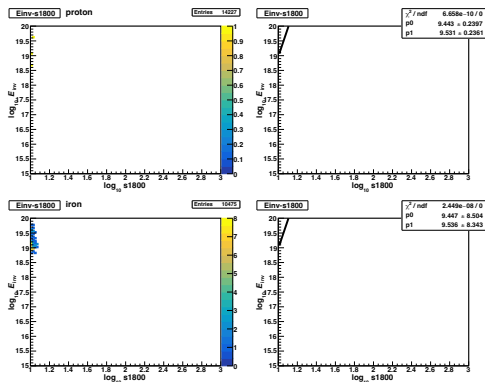 Einv-s1800 proton
Entries 14227
log10 Einv
20
19.5
19
18.5
18
17.5
17
16.5
16
15.5
15
1 1.2 1.4 1.6 1.8 2 2.2 2.4 2.6 2.8 3
log10 s1800
1
0.9
0.8
0.7
0.6
0.5
0.4
0.3
0.2
0.1
0
Einv-s1800
χ² / ndf 6.658e-10 / 0
p0 9.443 ± 0.2397
p1 9.531 ± 0.2361
log10 Einv
20
19.5
19
18.5
18
17.5
17
16.5
16
15.5
15
1 1.2 1.4 1.6 1.8 2 2.2 2.4 2.6 2.8 3
log10 s1800
Einv-s1800 iron
Entries 10475
log10 Einv
20
19.5
19
18.5
18
17.5
17
16.5
16
15.5
15
1 1.2 1.4 1.6 1.8 2 2.2 2.4 2.6 2.8 3
log s1800
8
7
6
5
4
3
2
1
0
Einv-s1800
χ² / ndf 2.449e-08 / 0
p0 9.447 ± 8.504
p1 9.536 ± 8.343
log10 Einv
20
19.5
19
18.5
18
17.5
17
16.5
16
15.5
15
1 1.2 1.4 1.6 1.8 2 2.2 2.4 2.6 2.8 3
log s1800